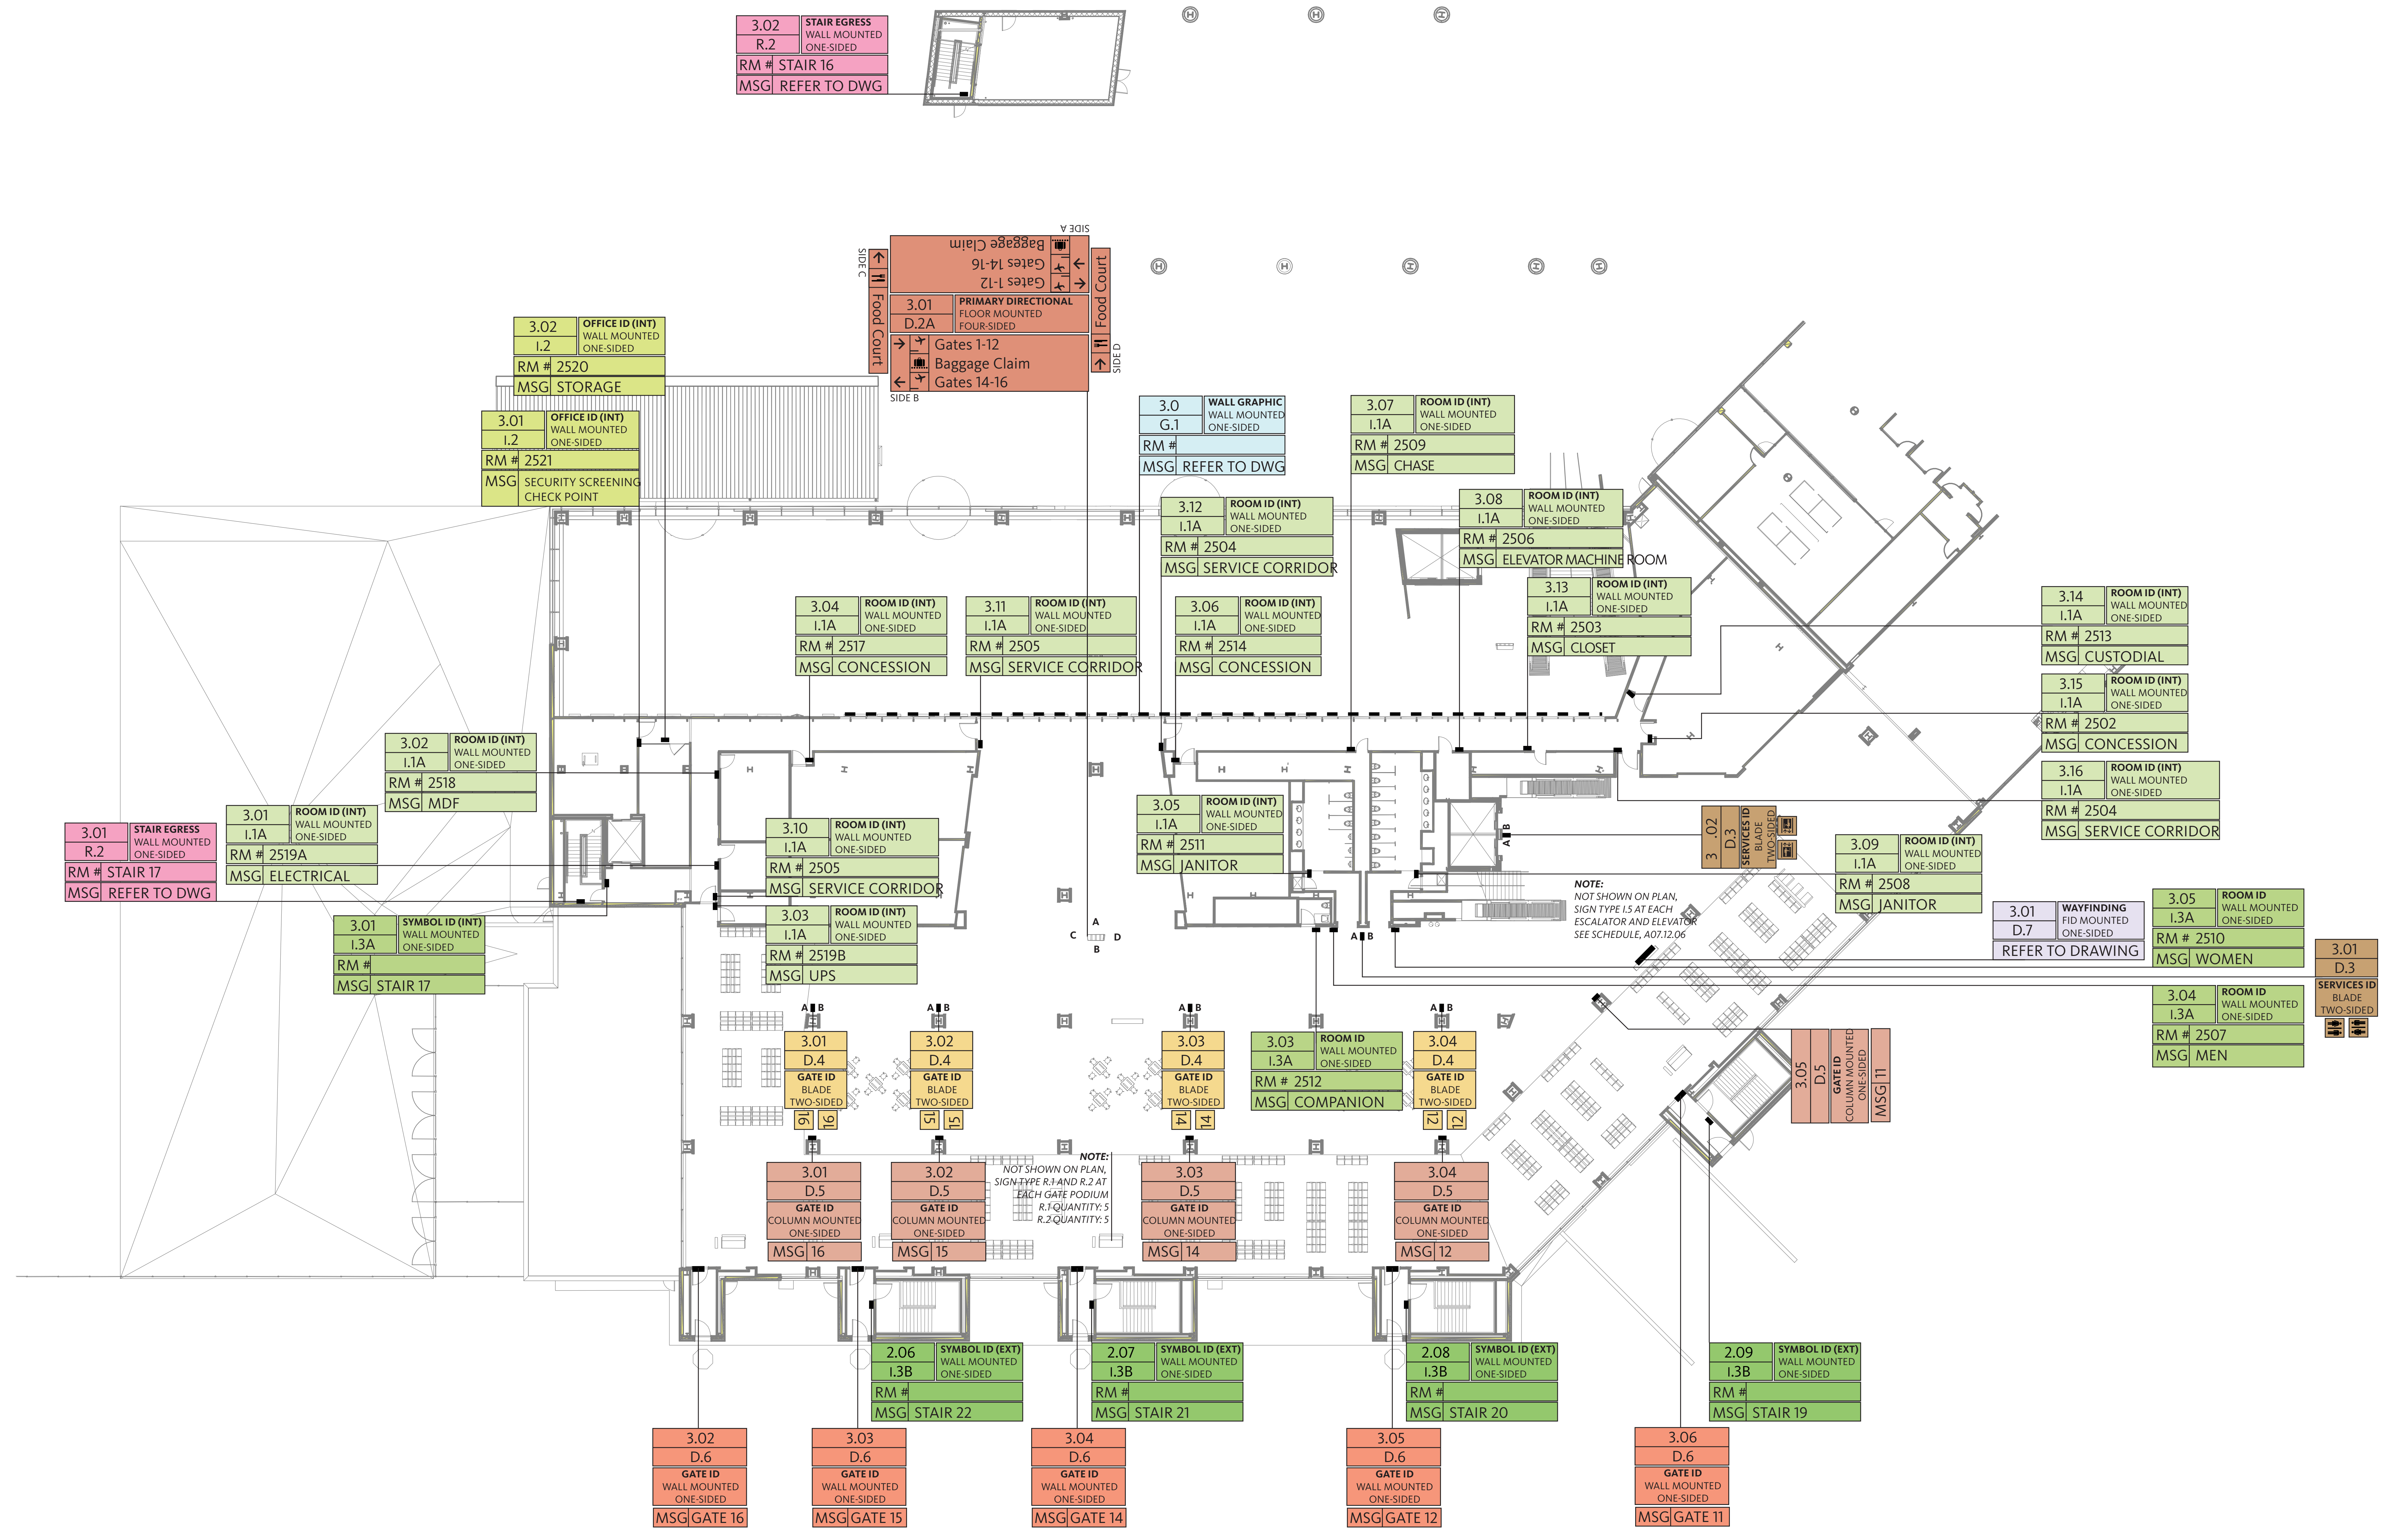 3.02
STAIR EGRESS
WALL MOUNTED
R.2
ONE-SIDED
RM # STAIR 16
MSG REFER TO DWG
SIDE A
Gates 1-12
Gates 14-16
Baggage Claim
SIDE C
Food Court
Food Court
SIDE D
3.01
PRIMARY DIRECTIONAL
FLOOR MOUNTED
D.2A
FOUR-SIDED
Gates 1-12
Baggage Claim
Gates 14-16
SIDE B
3.02
OFFICE ID (INT)
WALL MOUNTED
I.2
ONE-SIDED
RM # 2520
MSG STORAGE
3.01
OFFICE ID (INT)
WALL MOUNTED
I.2
ONE-SIDED
RM # 2521
MSG SECURITY SCREENING
CHECK POINT
3.0
WALL GRAPHIC
WALL MOUNTED
G.1
ONE-SIDED
RM #
MSG REFER TO DWG
3.07
ROOM ID (INT)
WALL MOUNTED
I.1A
ONE-SIDED
RM # 2509
MSG CHASE
3.12
ROOM ID (INT)
WALL MOUNTED
I.1A
ONE-SIDED
RM # 2504
MSG SERVICE CORRIDOR
3.08
ROOM ID (INT)
WALL MOUNTED
I.1A
ONE-SIDED
RM # 2506
MSG ELEVATOR MACHINE ROOM
3.13
ROOM ID (INT)
WALL MOUNTED
I.1A
ONE-SIDED
RM # 2503
MSG CLOSET
3.04
ROOM ID (INT)
WALL MOUNTED
I.1A
ONE-SIDED
RM # 2517
MSG CONCESSION
3.11
ROOM ID (INT)
WALL MOUNTED
I.1A
ONE-SIDED
RM # 2505
MSG SERVICE CORRIDOR
3.06
ROOM ID (INT)
WALL MOUNTED
I.1A
ONE-SIDED
RM # 2514
MSG CONCESSION
3.14
ROOM ID (INT)
WALL MOUNTED
I.1A
ONE-SIDED
RM # 2513
MSG CUSTODIAL
3.15
ROOM ID (INT)
WALL MOUNTED
I.1A
ONE-SIDED
RM # 2502
MSG CONCESSION
3.16
ROOM ID (INT)
WALL MOUNTED
I.1A
ONE-SIDED
RM # 2504
MSG SERVICE CORRIDOR
3.02
ROOM ID (INT)
WALL MOUNTED
I.1A
ONE-SIDED
RM # 2518
MSG MDF
3.01
ROOM ID (INT)
WALL MOUNTED
I.1A
ONE-SIDED
RM # 2519A
MSG ELECTRICAL
3.01
STAIR EGRESS
WALL MOUNTED
R.2
ONE-SIDED
RM # STAIR 17
MSG REFER TO DWG
3.01
SYMBOL ID (INT)
WALL MOUNTED
I.3A
ONE-SIDED
RM #
MSG STAIR 17
3.10
ROOM ID (INT)
WALL MOUNTED
I.1A
ONE-SIDED
RM # 2505
MSG SERVICE CORRIDOR
3.03
ROOM ID (INT)
WALL MOUNTED
I.1A
ONE-SIDED
RM # 2519B
MSG UPS
3.05
ROOM ID (INT)
WALL MOUNTED
I.1A
ONE-SIDED
RM # 2511
MSG JANITOR
A B
3 .02
D.3
SERVICES ID
BLADE
TWO-SIDED
3.09
ROOM ID (INT)
WALL MOUNTED
I.1A
ONE-SIDED
RM # 2508
MSG JANITOR
NOTE:
NOT SHOWN ON PLAN,
SIGN TYPE I.5 AT EACH
ESCALATOR AND ELEVATOR
SEE SCHEDULE, A07.12.06
A
C D
B
A B
3.01
WAYFINDING
FID MOUNTED
D.7
ONE-SIDED
REFER TO DRAWING
3.05
ROOM ID
WALL MOUNTED
I.3A
ONE-SIDED
RM # 2510
MSG WOMEN
3.01
D.3
SERVICES ID
BLADE
TWO-SIDED
3.04
ROOM ID
WALL MOUNTED
I.3A
ONE-SIDED
RM # 2507
MSG MEN
A B
3.01
D.4
GATE ID
BLADE
TWO-SIDED
16 16
A B
3.02
D.4
GATE ID
BLADE
TWO-SIDED
15 15
A B
3.03
D.4
GATE ID
BLADE
TWO-SIDED
14 14
3.03
ROOM ID
WALL MOUNTED
I.3A
ONE-SIDED
RM # 2512
MSG COMPANION
A B
3.04
D.4
GATE ID
BLADE
TWO-SIDED
12 12
3.05
D.5
GATE ID
COLUMN MOUNTED
ONE-SIDED
MSG 11
3.01
D.5
GATE ID
COLUMN MOUNTED
ONE-SIDED
MSG 16
3.02
D.5
GATE ID
COLUMN MOUNTED
ONE-SIDED
MSG 15
NOTE:
NOT SHOWN ON PLAN,
SIGN TYPE R.1 AND R.2 AT
EACH GATE PODIUM
R.1 QUANTITY: 5
R.2 QUANTITY: 5
3.03
D.5
GATE ID
COLUMN MOUNTED
ONE-SIDED
MSG 14
3.04
D.5
GATE ID
COLUMN MOUNTED
ONE-SIDED
MSG 12
2.06
SYMBOL ID (EXT)
WALL MOUNTED
I.3B
ONE-SIDED
RM #
MSG STAIR 22
2.07
SYMBOL ID (EXT)
WALL MOUNTED
I.3B
ONE-SIDED
RM #
MSG STAIR 21
2.08
SYMBOL ID (EXT)
WALL MOUNTED
I.3B
ONE-SIDED
RM #
MSG STAIR 20
2.09
SYMBOL ID (EXT)
WALL MOUNTED
I.3B
ONE-SIDED
RM #
MSG STAIR 19
3.02
D.6
GATE ID
WALL MOUNTED
ONE-SIDED
MSG GATE 16
3.03
D.6
GATE ID
WALL MOUNTED
ONE-SIDED
MSG GATE 15
3.04
D.6
GATE ID
WALL MOUNTED
ONE-SIDED
MSG GATE 14
3.05
D.6
GATE ID
WALL MOUNTED
ONE-SIDED
MSG GATE 12
3.06
D.6
GATE ID
WALL MOUNTED
ONE-SIDED
MSG GATE 11